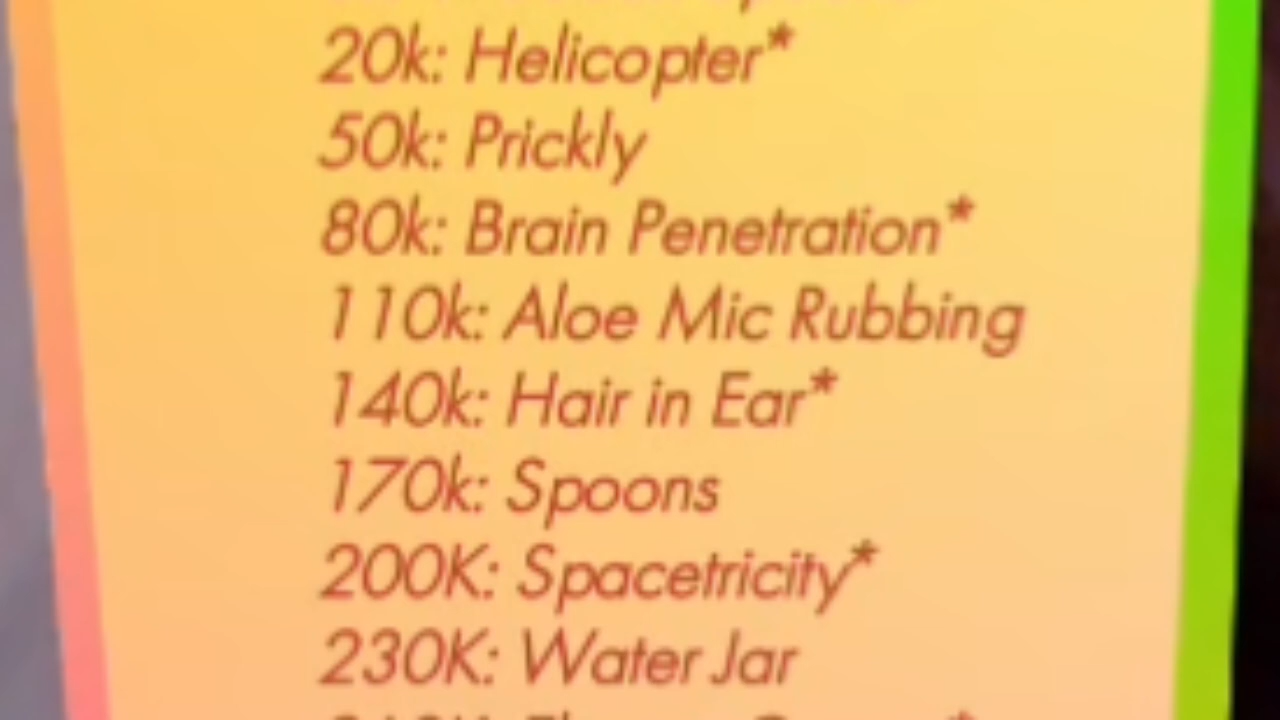 20k: Helicopter*
50k: Prickly
80k: Brain Penetration*
110k: Aloe Mic Rubbing
140k: Hair in Ear*
170k: Spoons
200K: Spacetricity*
230K: Water Jar